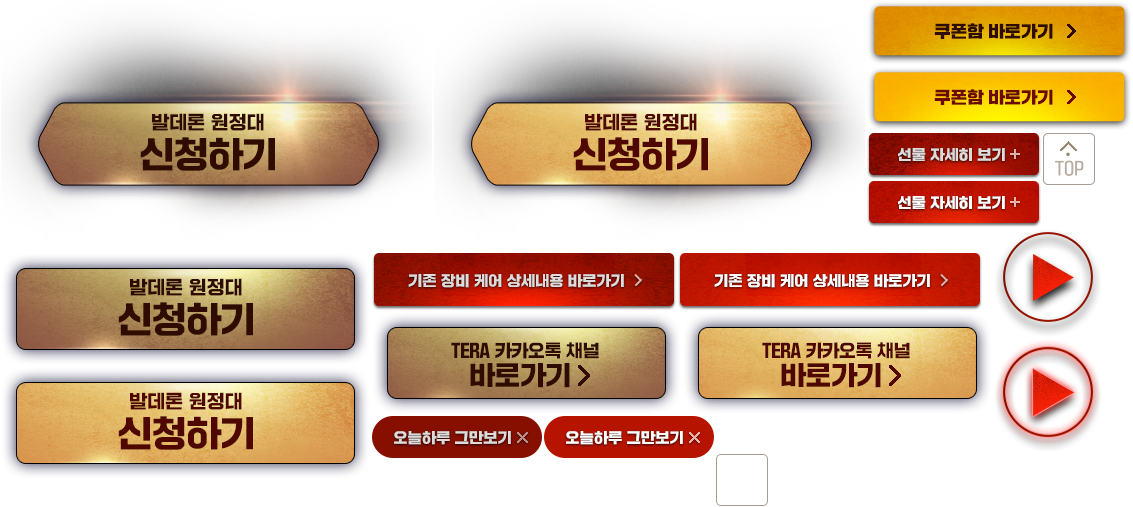 발데론 원정대
신청하기
발데론 원정대
신청하기
쿠폰함 바로가기
쿠폰함 바로가기
선물 자세히 보기
TOP
선물 자세히 보기
발데론 원정대
신청하기
기존 장비 케어 상세내용 바로가기
기존 장비 케어 상세내용 바로가기
TERA 카카오톡 채널
바로가기
TERA 카카오톡 채널
바로가기
발데론 원정대
신청하기
오늘하루 그만보기
오늘하루 그만보기